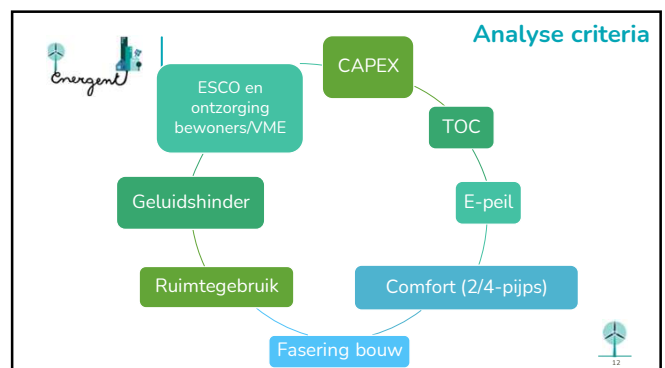 Analyse criteria
Energent
CAPEX
TOC
E-peil
Comfort (2/4-pijps)
Fasering bouw
Ruimtegebruik
Geluidshinder
ESCO en
ontzorging
bewoners/VME
12